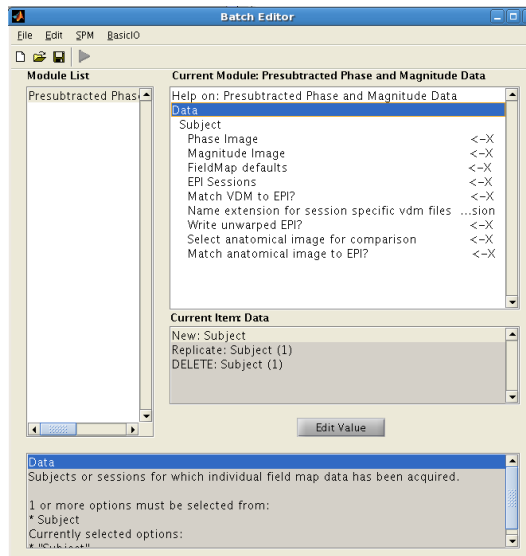 Batch Editor
File Edit SPM BasicIO
Module List
Current Module: Presubtracted Phase and Magnitude Data
Presubtracted Phas
Help on: Presubtracted Phase and Magnitude Data
Data
Subject
Phase Image <-X
Magnitude Image <-X
FieldMap defaults <-X
EPI Sessions <-X
Match VDM to EPI? <-X
Name extension for session specific vdm files ...sion
Write unwarped EPI? <-X
Select anatomical image for comparison <-X
Match anatomical image to EPI? <-X
Current Item: Data
New: Subject
Replicate: Subject (1)
DELETE: Subject (1)
Edit Value
Data
Subjects or sessions for which individual field map data has been acquired.
1 or more options must be selected from:
* Subject
Currently selected options:
* "Subject"